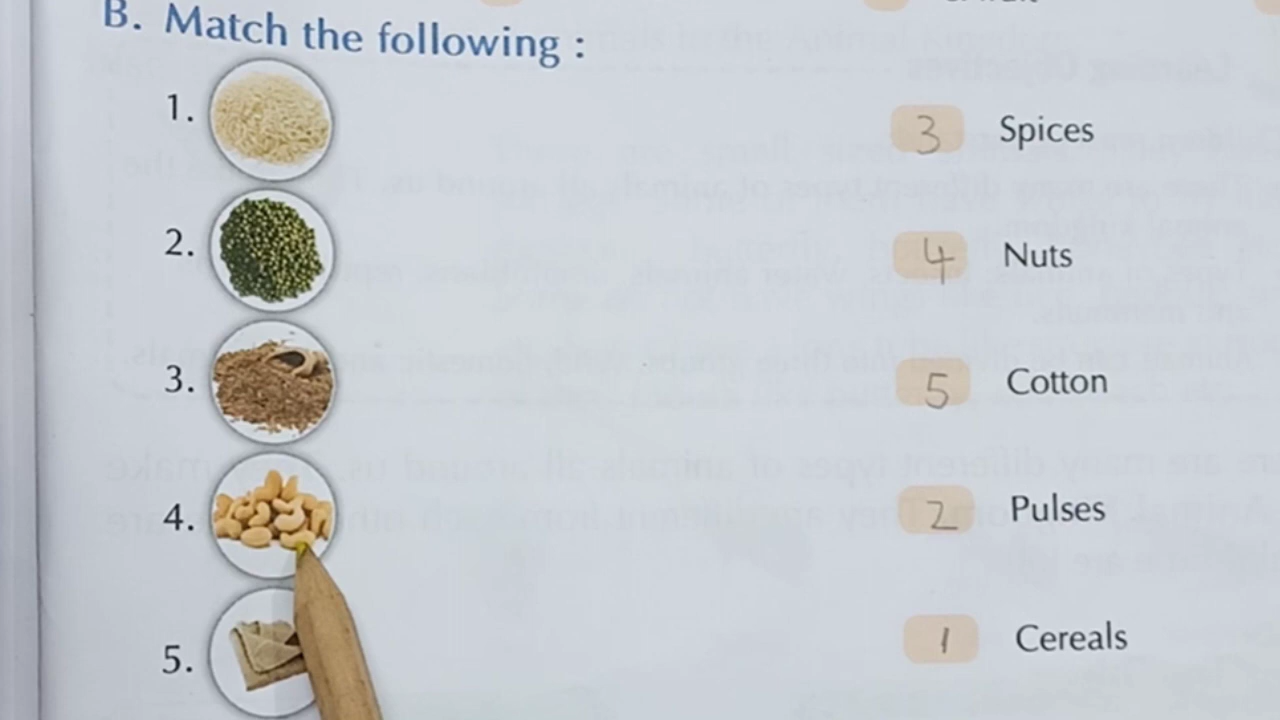 B. Match the following :
1. 3 Spices
2. 4 Nuts
3. 5 Cotton
4. 2 Pulses
5. 1 Cereals